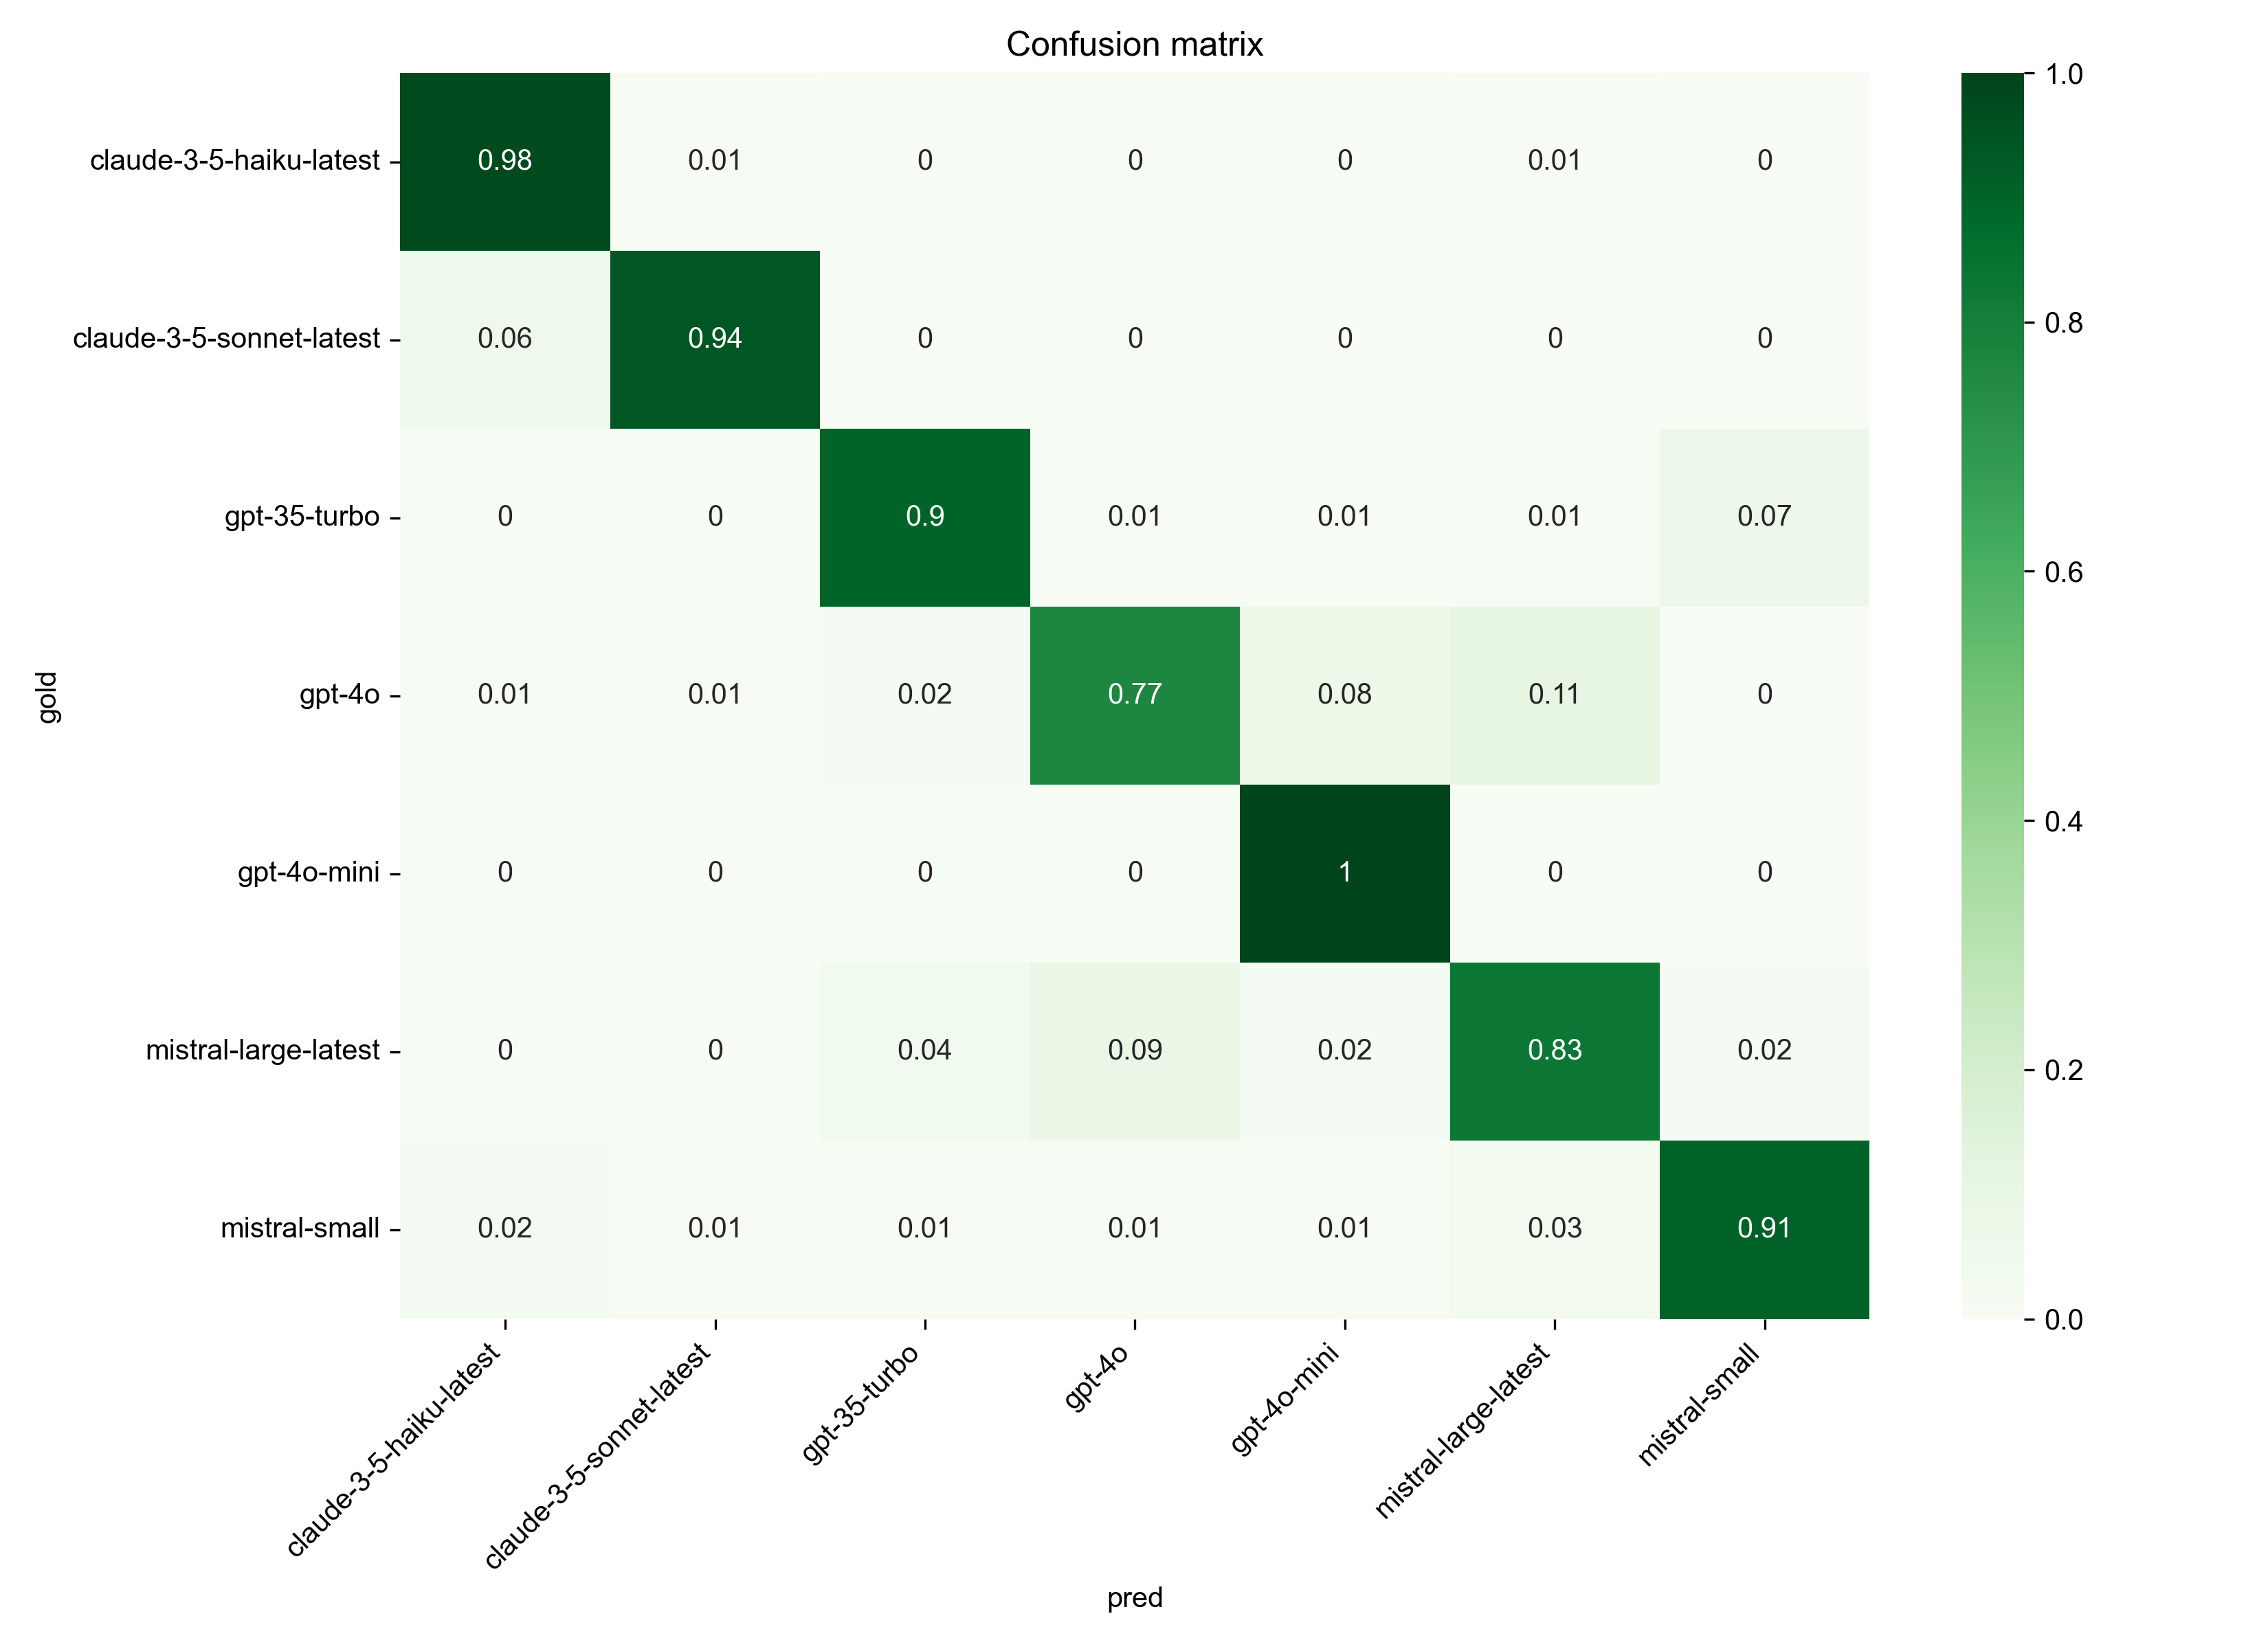 Confusion matrix
claude-3-5-haiku-latest 0.98 0.01 0 0 0 0.01 0
claude-3-5-sonnet-latest 0.06 0.94 0 0 0 0 0
gpt-35-turbo 0 0 0.9 0.01 0.01 0.01 0.07
gpt-4o 0.01 0.01 0.02 0.77 0.08 0.11 0
gpt-4o-mini 0 0 0 0 1 0 0
mistral-large-latest 0 0 0.04 0.09 0.02 0.83 0.02
mistral-small 0.02 0.01 0.01 0.01 0.01 0.03 0.91
gold
claude-3-5-haiku-latest
claude-3-5-sonnet-latest
gpt-35-turbo
gpt-4o
gpt-4o-mini
mistral-large-latest
mistral-small
pred
1.0
0.8
0.6
0.4
0.2
0.0